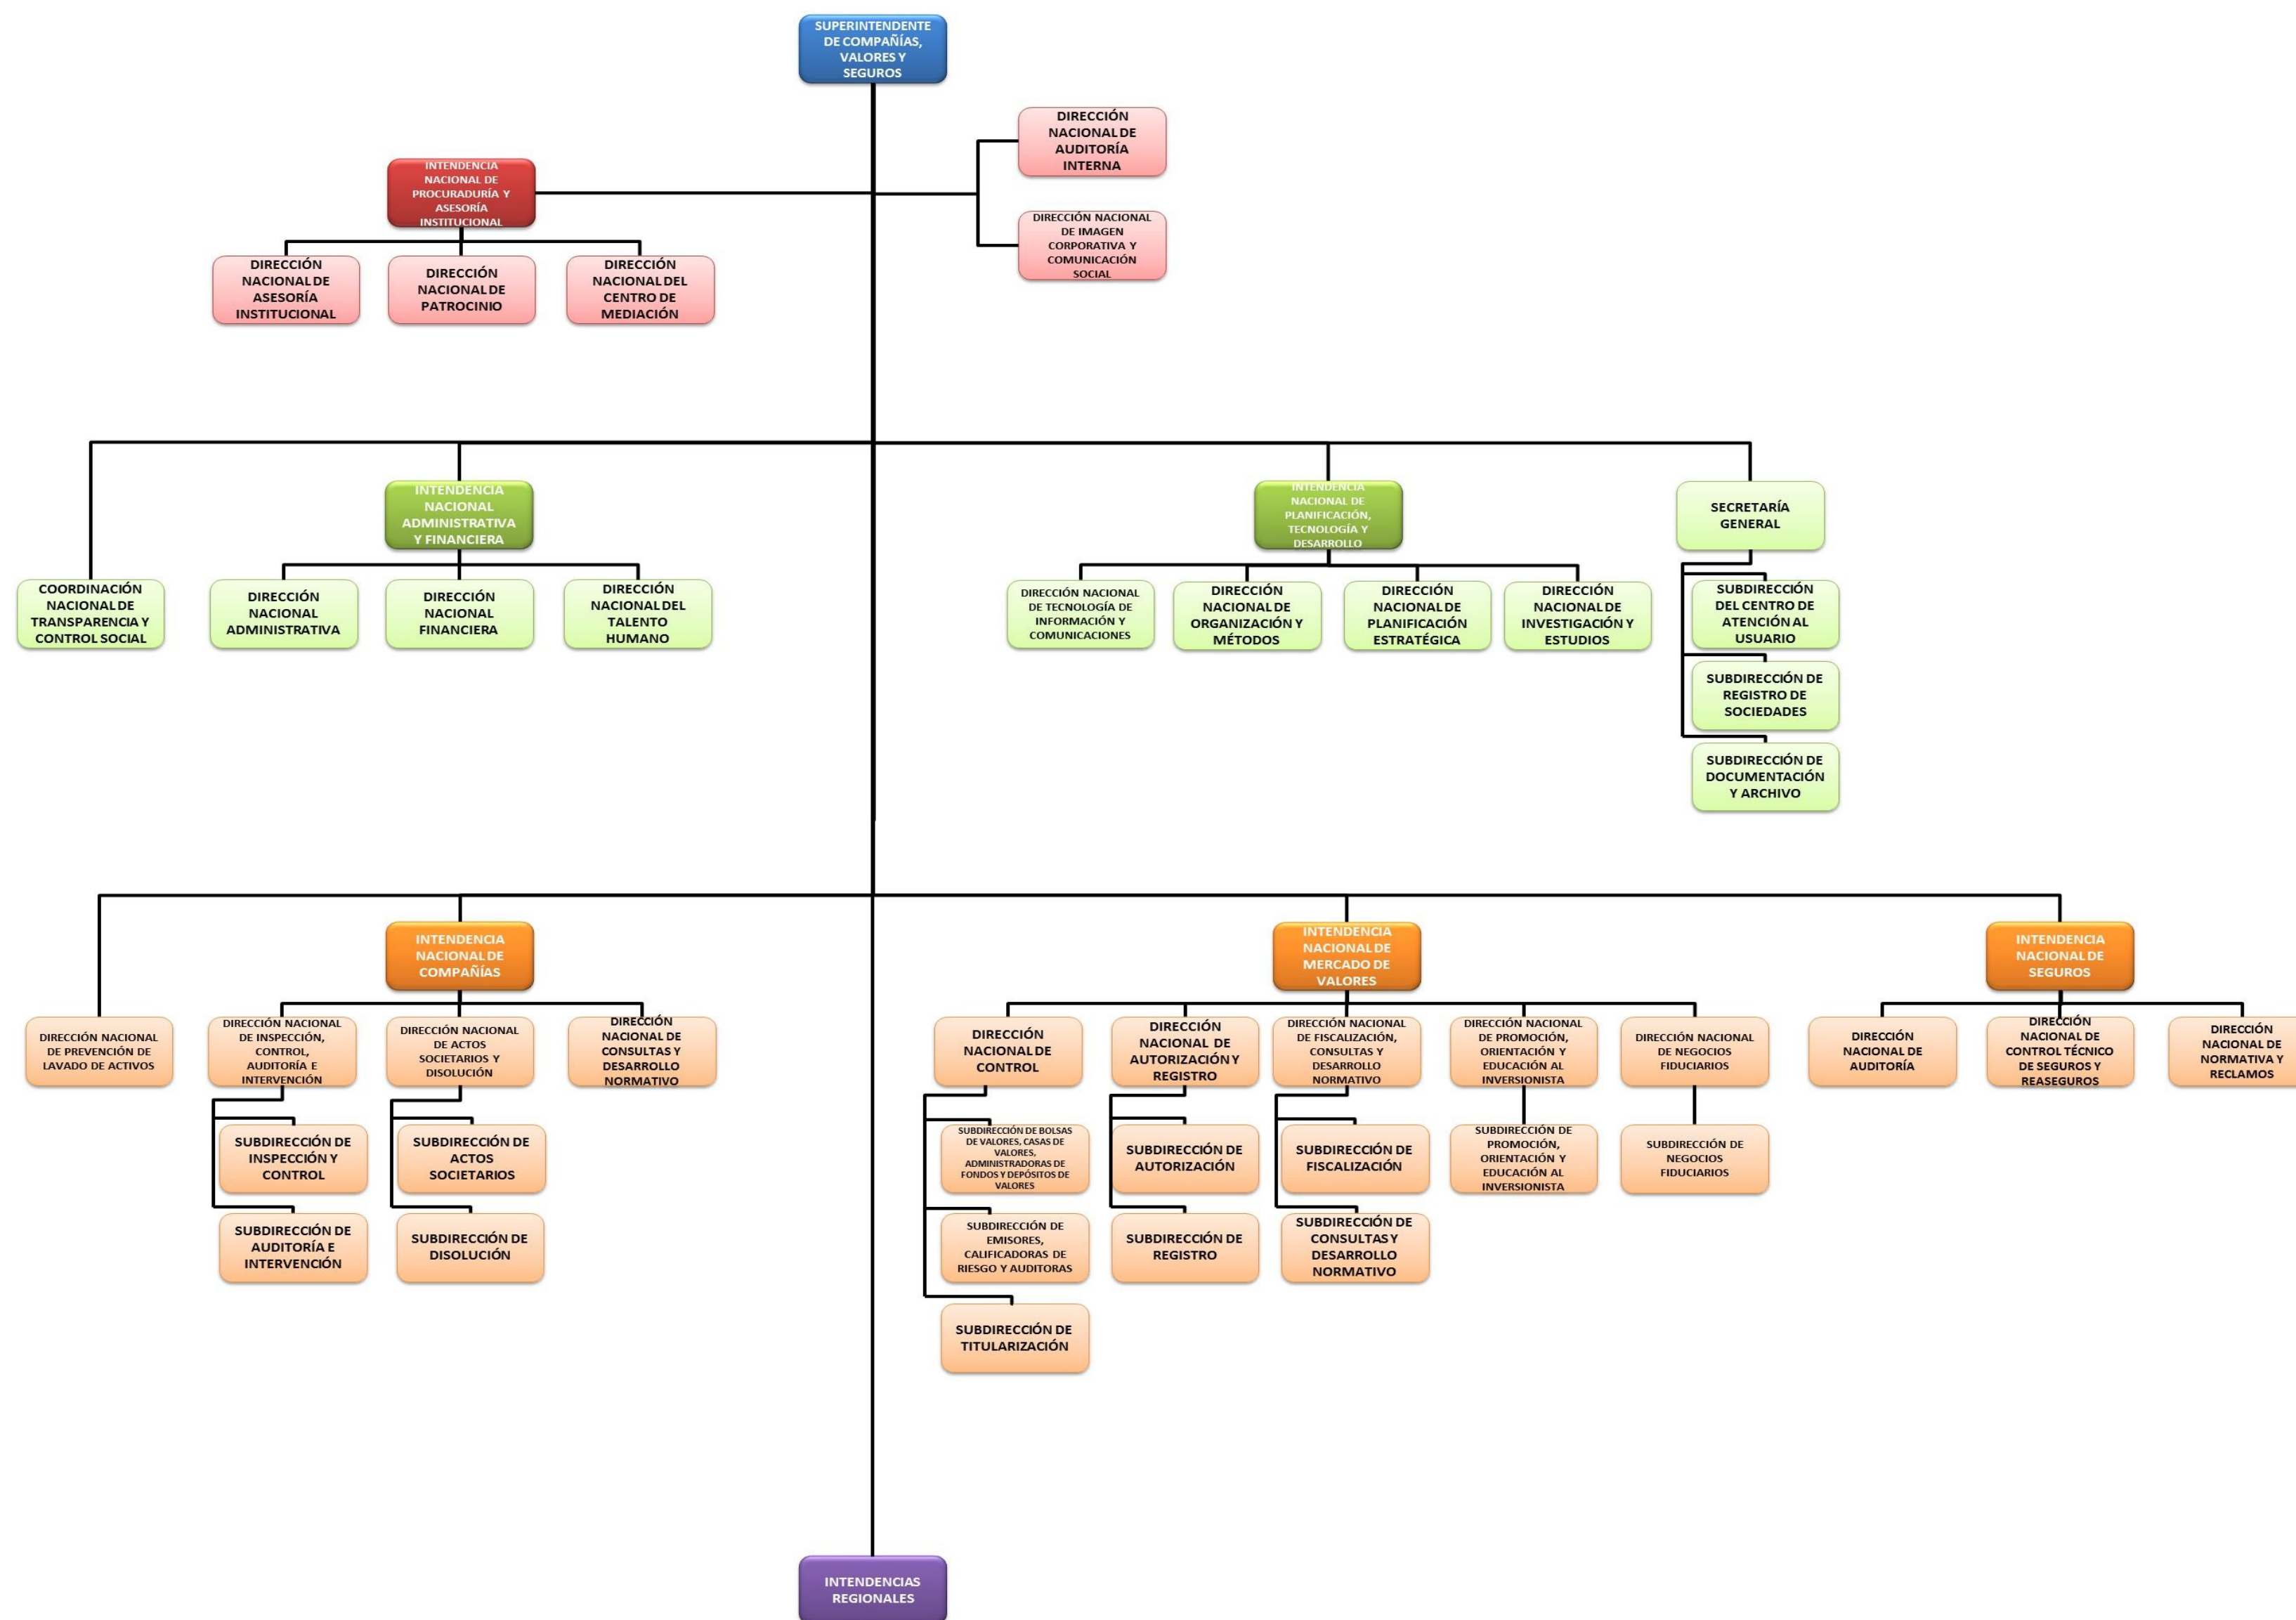 SUPERINTENDENTE
DE COMPAÑÍAS,
VALORES Y
SEGUROS
DIRECCIÓN
NACIONAL DE
AUDITORÍA
INTERNA
INTENDENCIA
NACIONAL DE
PROCURADURÍA Y
ASESORÍA
INSTITUCIONAL
DIRECCIÓN NACIONAL
DE IMAGEN
CORPORATIVA Y
COMUNICACIÓN
SOCIAL
DIRECCIÓN
NACIONAL DE
ASESORÍA
INSTITUCIONAL
DIRECCIÓN
NACIONAL DE
PATROCINIO
DIRECCIÓN
NACIONAL DEL
CENTRO DE
MEDIACIÓN
INTENDENCIA
NACIONAL
ADMINISTRATIVA
Y FINANCIERA
INTENDENCIA
NACIONAL DE
PLANIFICACIÓN,
TECNOLOGÍA Y
DESARROLLO
SECRETARÍA
GENERAL
COORDINACIÓN
NACIONAL DE
TRANSPARENCIA Y
CONTROL SOCIAL
DIRECCIÓN
NACIONAL
ADMINISTRATIVA
DIRECCIÓN
NACIONAL
FINANCIERA
DIRECCIÓN
NACIONAL DEL
TALENTO
HUMANO
DIRECCIÓN NACIONAL
DE TECNOLOGÍA DE
INFORMACIÓN Y
COMUNICACIONES
DIRECCIÓN
NACIONAL DE
ORGANIZACIÓN Y
MÉTODOS
DIRECCIÓN
NACIONAL DE
PLANIFICACIÓN
ESTRATÉGICA
DIRECCIÓN
NACIONAL DE
INVESTIGACIÓN Y
ESTUDIOS
SUBDIRECCIÓN
DEL CENTRO DE
ATENCIÓN AL
USUARIO
SUBDIRECCIÓN DE
REGISTRO DE
SOCIEDADES
SUBDIRECCIÓN DE
DOCUMENTACIÓN
Y ARCHIVO
INTENDENCIA
NACIONAL DE
COMPAÑÍAS
INTENDENCIA
NACIONAL DE
MERCADO DE
VALORES
INTENDENCIA
NACIONAL DE
SEGUROS
DIRECCIÓN NACIONAL
DE PREVENCIÓN DE
LAVADO DE ACTIVOS
DIRECCIÓN NACIONAL
DE INSPECCIÓN,
CONTROL,
AUDITORÍA E
INTERVENCIÓN
DIRECCIÓN NACIONAL
DE ACTOS
SOCIETARIOS Y
DISOLUCIÓN
DIRECCIÓN
NACIONAL DE
CONSULTAS Y
DESARROLLO
NORMATIVO
DIRECCIÓN
NACIONAL DE
CONTROL
DIRECCIÓN
NACIONAL DE
AUTORIZACIÓN Y
REGISTRO
DIRECCIÓN NACIONAL
DE FISCALIZACIÓN,
CONSULTAS Y
DESARROLLO
NORMATIVO
DIRECCIÓN NACIONAL
DE PROMOCIÓN,
ORIENTACIÓN Y
EDUCACIÓN AL
INVERSIONISTA
DIRECCIÓN NACIONAL
DE NEGOCIOS
FIDUCIARIOS
DIRECCIÓN
NACIONAL DE
AUDITORÍA
DIRECCIÓN
NACIONAL DE
CONTROL TÉCNICO
DE SEGUROS Y
REASEGUROS
DIRECCIÓN
NACIONAL DE
NORMATIVA Y
RECLAMOS
SUBDIRECCIÓN DE
INSPECCIÓN Y
CONTROL
SUBDIRECCIÓN DE
ACTOS
SOCIETARIOS
SUBDIRECCIÓN DE BOLSAS
DE VALORES, CASAS DE
VALORES,
ADMINISTRADORAS DE
FONDOS Y DEPÓSITOS DE
VALORES
SUBDIRECCIÓN DE
AUTORIZACIÓN
SUBDIRECCIÓN DE
FISCALIZACIÓN
SUBDIRECCIÓN DE
PROMOCIÓN,
ORIENTACIÓN Y
EDUCACIÓN AL
INVERSIONISTA
SUBDIRECCIÓN DE
NEGOCIOS
FIDUCIARIOS
SUBDIRECCIÓN DE
AUDITORÍA E
INTERVENCIÓN
SUBDIRECCIÓN DE
DISOLUCIÓN
SUBDIRECCIÓN DE
EMISORES,
CALIFICADORAS DE
RIESGO Y AUDITORAS
SUBDIRECCIÓN DE
REGISTRO
SUBDIRECCIÓN DE
CONSULTAS Y
DESARROLLO
NORMATIVO
SUBDIRECCIÓN DE
TITULARIZACIÓN
INTENDENCIAS
REGIONALES